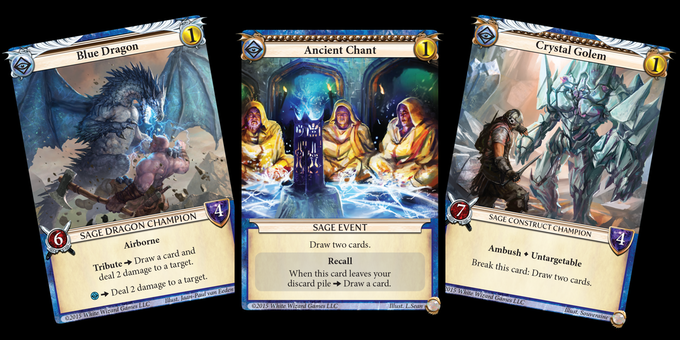 Blue Dragon
1
SAGE DRAGON CHAMPION
6
4
Airborne
Tribute ➔ Draw a card and
deal 2 damage to a target.
➔ Deal 2 damage to a target.
©2015 White Wizard Games LLC
Illust. Jaan-Paul van Eeden
Ancient Chant
1
SAGE EVENT
Draw two cards.
Recall
When this card leaves your
discard pile ➔ Draw a card.
©2015 White Wizard Games LLC
Illust. L.Sean
Crystal Golem
1
SAGE CONSTRUCT CHAMPION
7
4
Ambush ♦ Untargetable
Break this card: Draw two cards.
2015 White Wizard Games LLC
Illust.